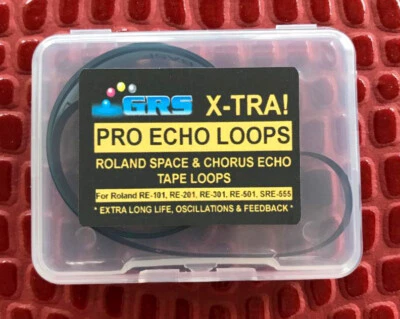 GRS X-TRA!
PRO ECHO LOOPS
ROLAND SPACE & CHORUS ECHO
TAPE LOOPS
For Roland RE-101, RE-201, RE-301, RE-501, SRE-555
* EXTRA LONG LIFE, OSCILLATIONS & FEEDBACK *